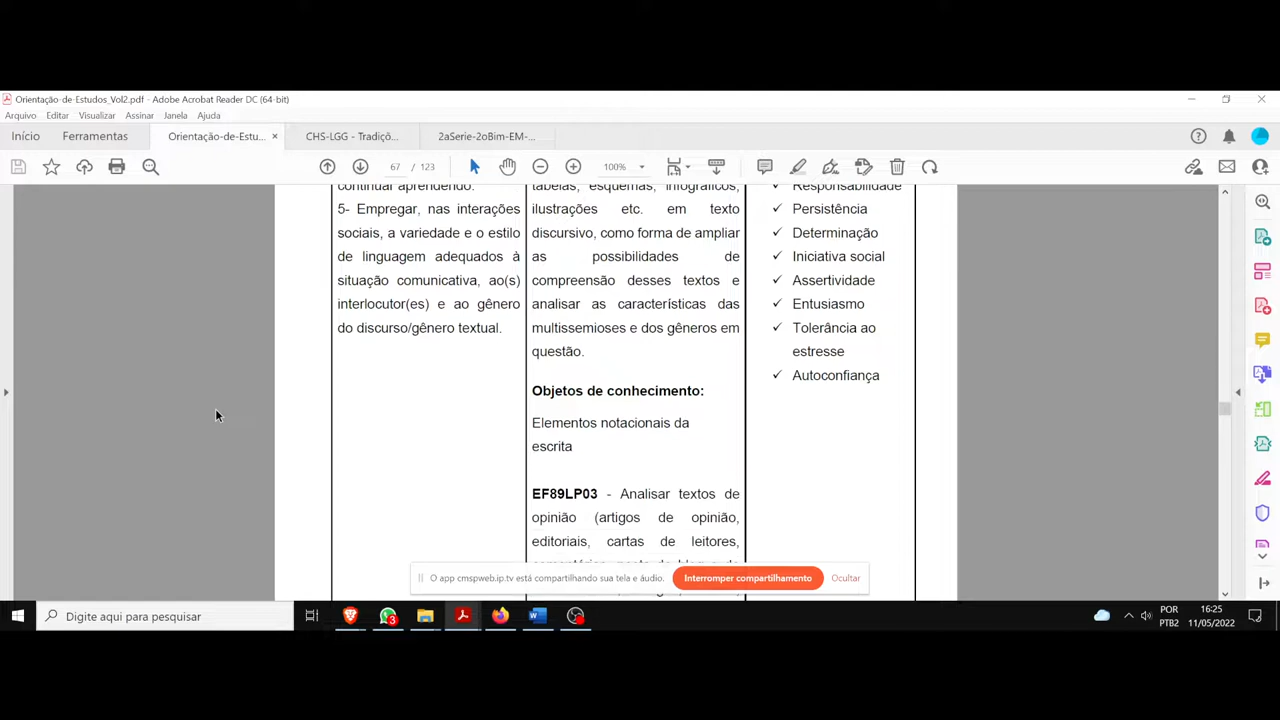 Orientação-de-Estudos_Vol2.pdf - Adobe Acrobat Reader DC (64-bit)
Arquivo Editar Visualizar Assinar Janela Ajuda
Início Ferramentas Orientação-de-Estu... × CHS-LGG - Tradiçõ... 2aSerie-2oBim-EM-...
67 / 123 100%
continuar aprendendo.
5- Empregar, nas interações
sociais, a variedade e o estilo
de linguagem adequados à
situação comunicativa, ao(s)
interlocutor(es) e ao gênero
do discurso/gênero textual.
tabelas, esquemas, infográficos,
ilustrações etc. em texto
discursivo, como forma de ampliar
as possibilidades de
compreensão desses textos e
analisar as características das
multissemioses e dos gêneros em
questão.
Objetos de conhecimento:
Elementos notacionais da
escrita
EF89LP03 - Analisar textos de
opinião (artigos de opinião,
editoriais, cartas de leitores,
✓ Responsabilidade
✓ Persistência
✓ Determinação
✓ Iniciativa social
✓ Assertividade
✓ Entusiasmo
✓ Tolerância ao
estresse
✓ Autoconfiança
O app cmspweb.ip.tv está compartilhando sua tela e áudio. Interromper compartilhamento Ocultar
Digite aqui para pesquisar
3
POR
PTB2
16:25
11/05/2022